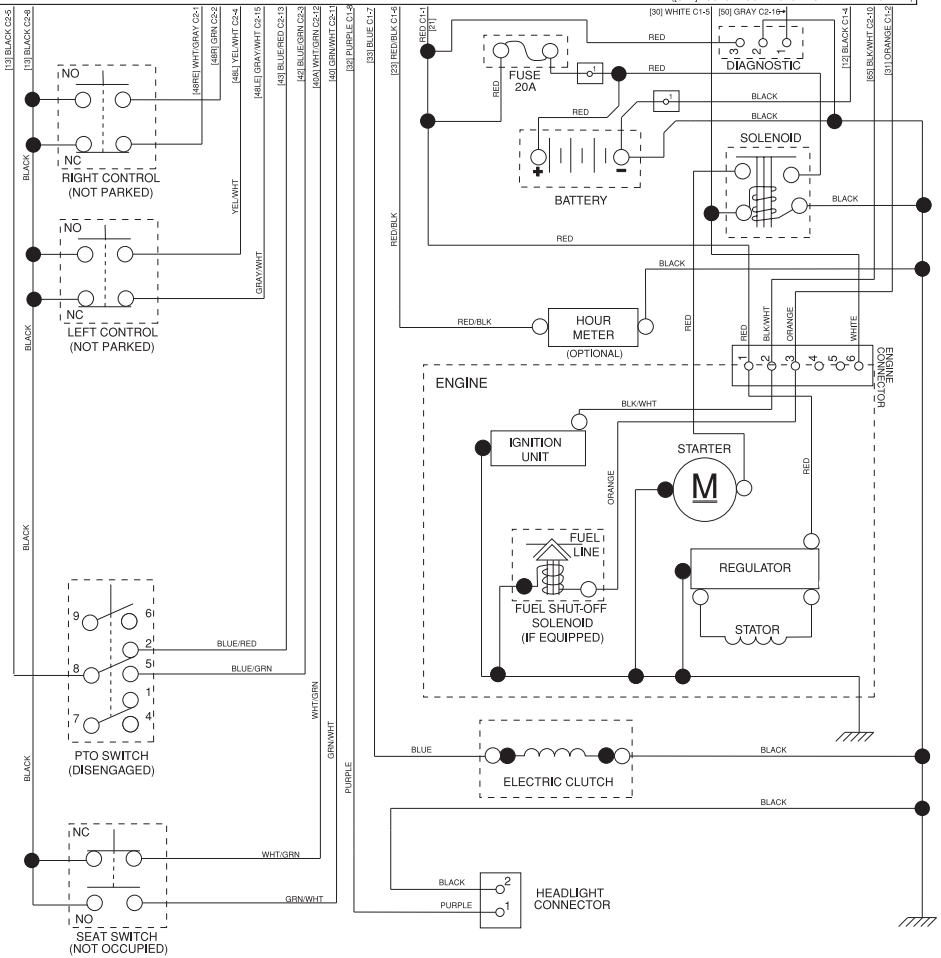 [13] BLACK C2-5
[13] BLACK C2-8
[48RE] WHT/GRAY C2-1
[48R] GRN C2-2
[48L] YEL/WHT C2-4
[48LE] GRAY/WHT C2-15
[43] BLUE/RED C2-13
[42] BLUE/GRN C2-3
[40A] WHT/GRN C2-12
[40] GRN/WHT C2-11
[32] PURPLE C1-8
[33] BLUE C1-7
[23] RED/BLK C1-6
RED C1-1
[21]
[30] WHITE C1-5
[50] GRAY C2-16
[12] BLACK C1-4
[65] BLK/WHT C2-10
[31] ORANGE C1-2
NO
NC
RIGHT CONTROL
(NOT PARKED)
BLACK
YEL/WHT
GRAY/WHT
NO
NC
LEFT CONTROL
(NOT PARKED)
BLACK
FUSE
20A
RED
RED
RED
RED
1
1
3
2
1
DIAGNOSTIC
BLACK
BLACK
+
-
BATTERY
SOLENOID
BLACK
RED/BLK
RED
BLACK
RED/BLK
HOUR
METER
(OPTIONAL)
RED
RED
BLK/WHT
ORANGE
WHITE
1
2
3
4
5
6
ENGINE
CONNECTOR
ENGINE
BLK/WHT
IGNITION
UNIT
ORANGE
STARTER
M
RED
FUEL
LINE
FUEL SHUT-OFF
SOLENOID
(IF EQUIPPED)
REGULATOR
STATOR
BLACK
9
6
2
8
5
1
7
4
BLUE/RED
BLUE/GRN
PTO SWITCH
(DISENGAGED)
WHT/GRN
GRN/WHT
PURPLE
BLACK
BLUE
BLACK
ELECTRIC CLUTCH
BLACK
NC
NO
WHT/GRN
GRN/WHT
SEAT SWITCH
(NOT OCCUPIED)
BLACK
PURPLE
2
1
HEADLIGHT
CONNECTOR